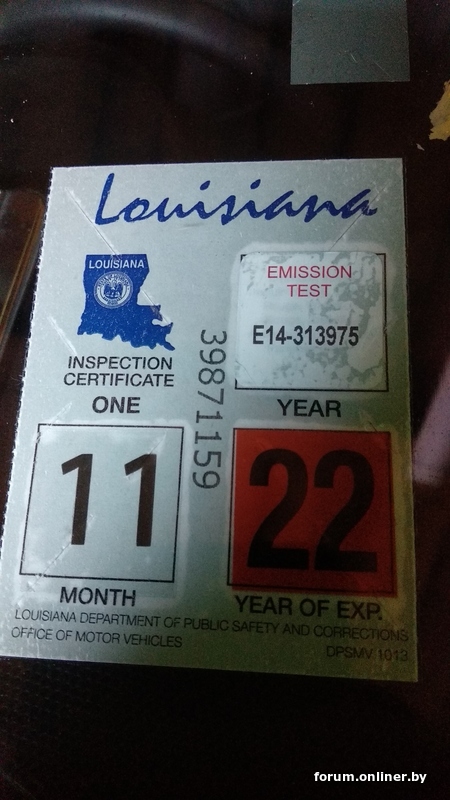 Louisiana
LOUISIANA
EMISSION
TEST
E14-313975
INSPECTION
CERTIFICATE
ONE
YEAR
39871159
11
22
MONTH
YEAR OF EXP.
LOUISIANA DEPARTMENT OF PUBLIC SAFETY AND CORRECTIONS
OFFICE OF MOTOR VEHICLES
DPSMV 1013
forum.onliner.by